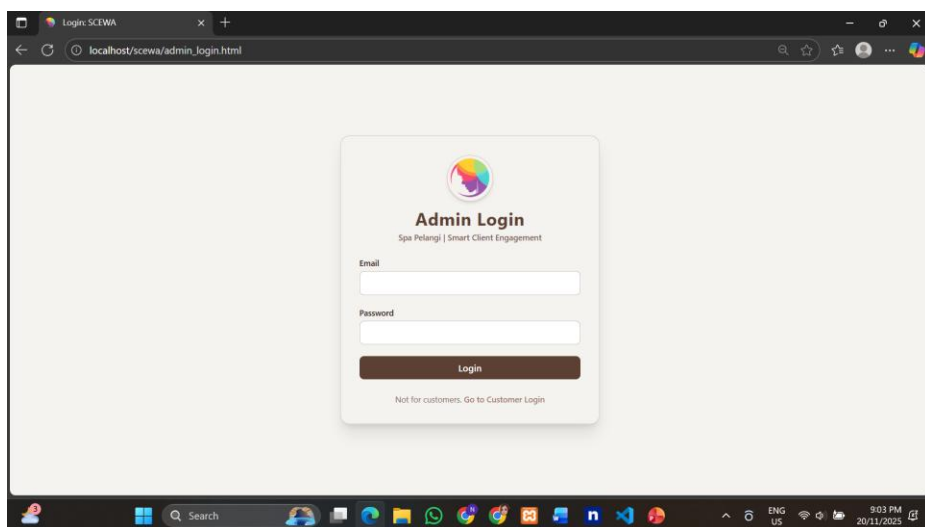 Login: SCEWA
localhost/scewa/admin_login.html
Admin Login
Spa Pelangi | Smart Client Engagement
Email
Password
Login
Not for customers. Go to Customer Login
3
Search
N
n
ENG
US
9:03 PM
20/11/2025